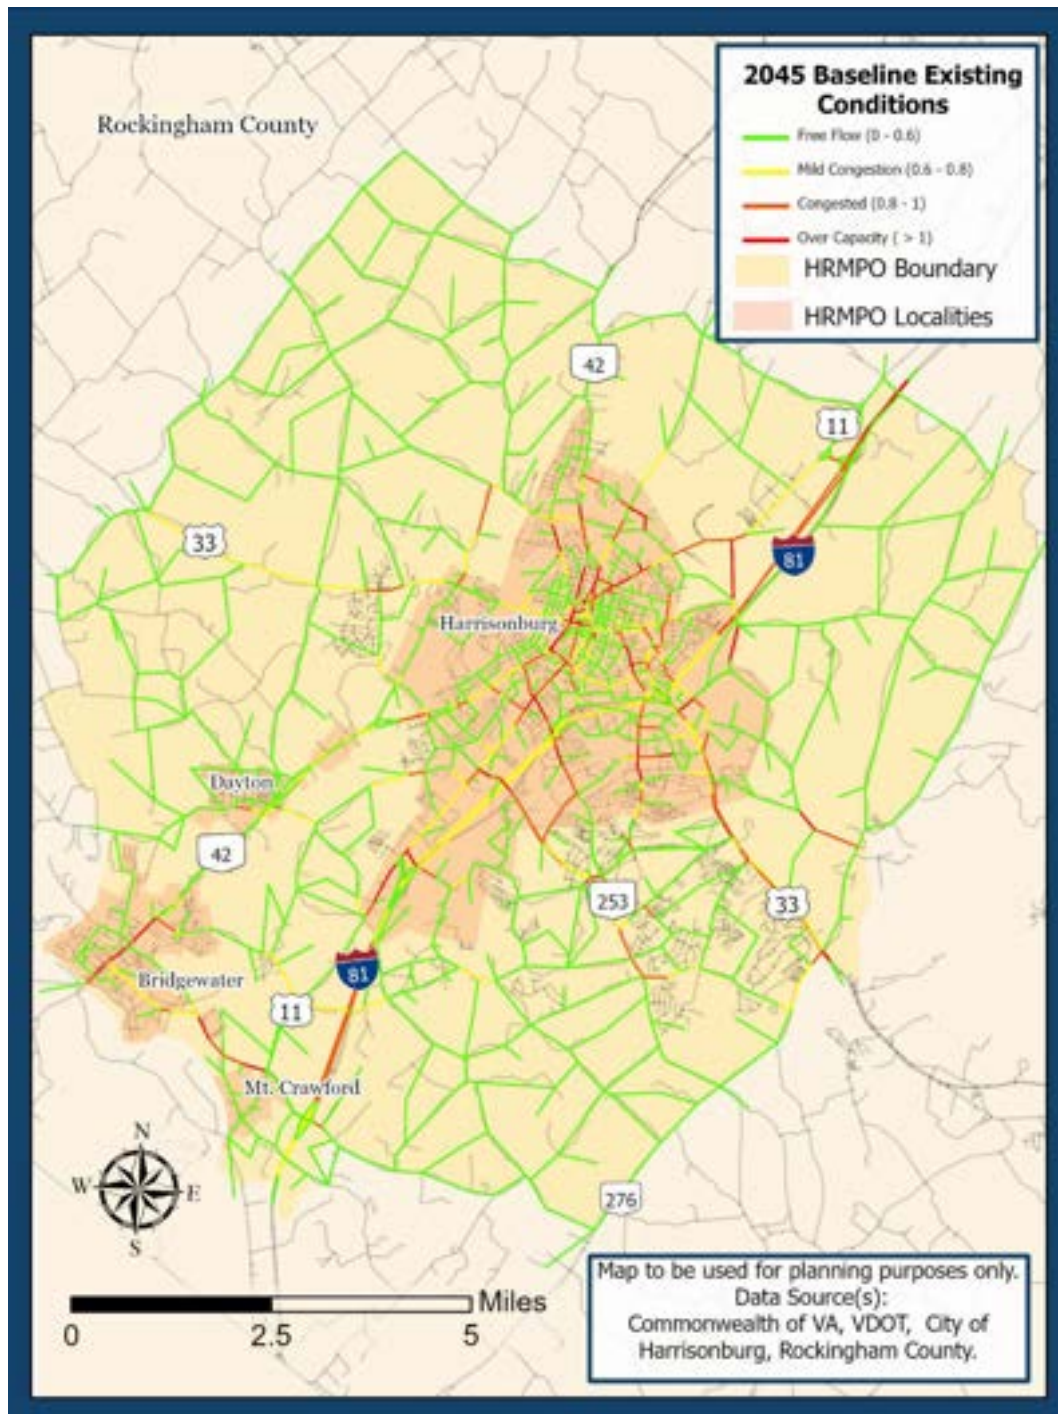 2045 Baseline Existing
Conditions
Free Flow (0 - 0.6)
Mild Congestion (0.6 - 0.8)
Congested (0.8 - 1)
Over Capacity ( > 1)
HRMPO Boundary
HRMPO Localities
Rockingham County
42
11
33
81
Harrisonburg
Dayton
42
253
33
81
Bridgewater
11
Mt. Crawford
276
N
W
E
S
Miles
0
2.5
5
Map to be used for planning purposes only.
Data Source(s):
Commonwealth of VA, VDOT, City of
Harrisonburg, Rockingham County.